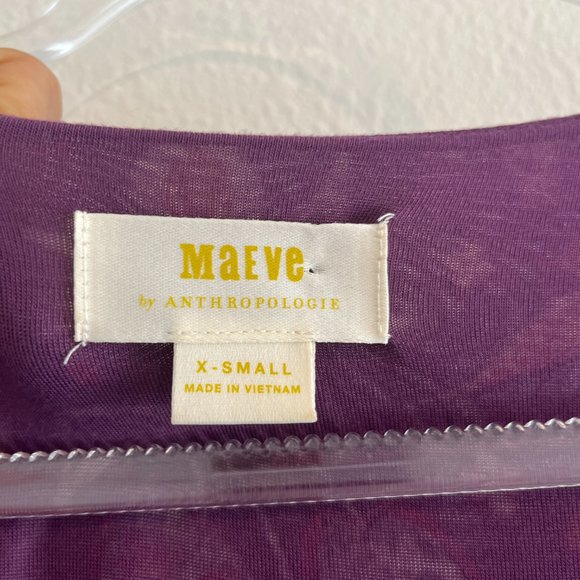 MaEVe
by ANTHROPOLOGIE
X-SMALL
MADE IN VIETNAM